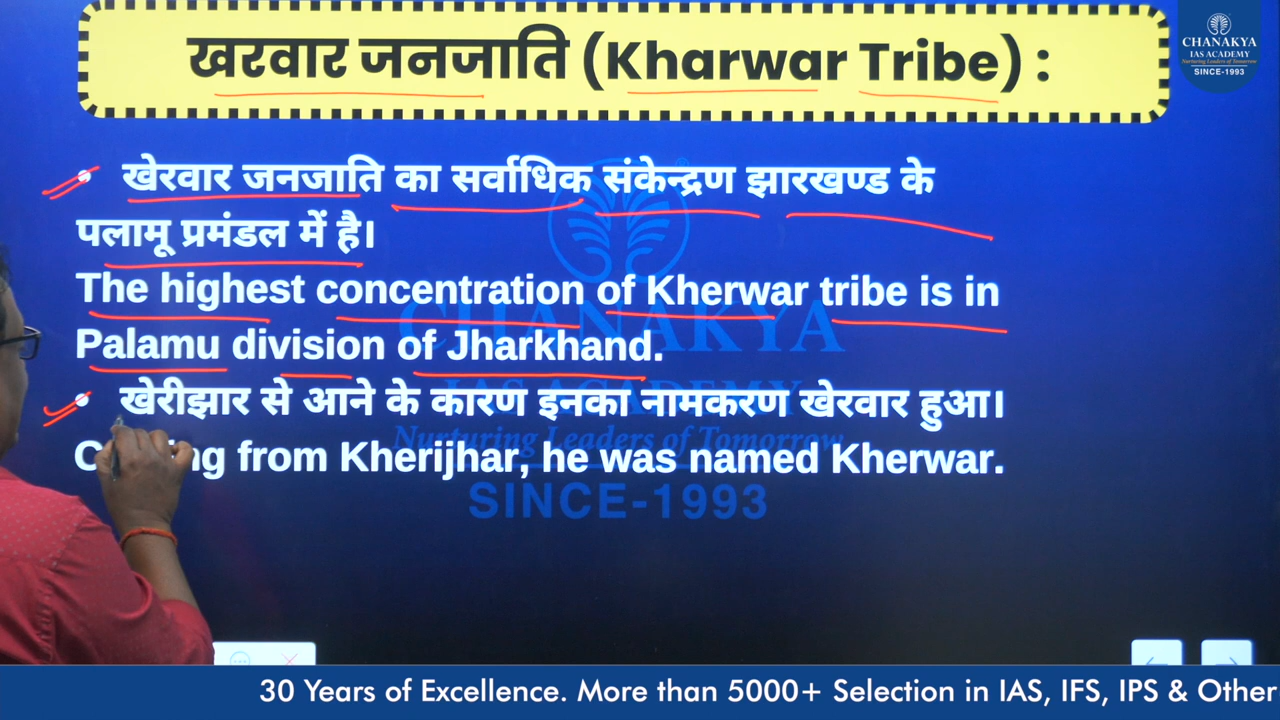 खरवार जनजाति (Kharwar Tribe) :
CHANAKYA
IAS ACADEMY
Nurturing Leaders of Tomorrow
SINCE-1993
• खेरवार जनजाति का सर्वाधिक संकेन्द्रण झारखण्ड के
पलामू प्रमंडल में है।
The highest concentration of Kherwar tribe is in
Palamu division of Jharkhand.
• खेरीझार से आने के कारण इनका नामकरण खेरवार हुआ।
from Kherijhar, he was named Kherwar.
CHANAKYA
IAS ACADEMY
Nurturing Leaders of Tomorrow
SINCE-1993
30 Years of Excellence. More than 5000+ Selection in IAS, IFS, IPS & Other